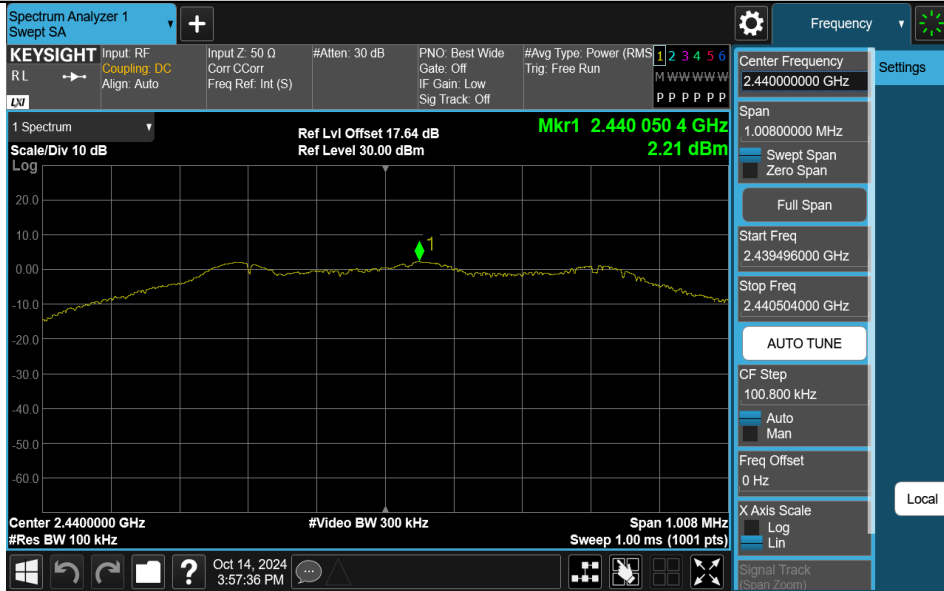 Spectrum Analyzer 1
Swept SA
Frequency
KEYSIGHT
R L
LXI
Input: RF
Coupling: DC
Align: Auto
Input Z: 50 Ω
Corr CCorr
Freq Ref: Int (S)
#Atten: 30 dB
PNO: Best Wide
Gate: Off
IF Gain: Low
Sig Track: Off
#Avg Type: Power (RMS
Trig: Free Run
1 2 3 4 5 6
M W W W W W
P P P P P P
1 Spectrum
Scale/Div 10 dB
Log
Ref Lvl Offset 17.64 dB
Ref Level 30.00 dBm
Mkr1 2.440 050 4 GHz
2.21 dBm
1
20.0
10.0
0.00
-10.0
-20.0
-30.0
-40.0
-50.0
-60.0
Center 2.4400000 GHz
#Res BW 100 kHz
#Video BW 300 kHz
Span 1.008 MHz
Sweep 1.00 ms (1001 pts)
Oct 14, 2024
3:57:36 PM
Center Frequency
2.440000000 GHz
Span
1.00800000 MHz
Swept Span
Zero Span
Full Span
Start Freq
2.439496000 GHz
Stop Freq
2.440504000 GHz
AUTO TUNE
CF Step
100.800 kHz
Auto
Man
Freq Offset
0 Hz
X Axis Scale
Log
Lin
Signal Track
(Span Zoom)
Settings
Local